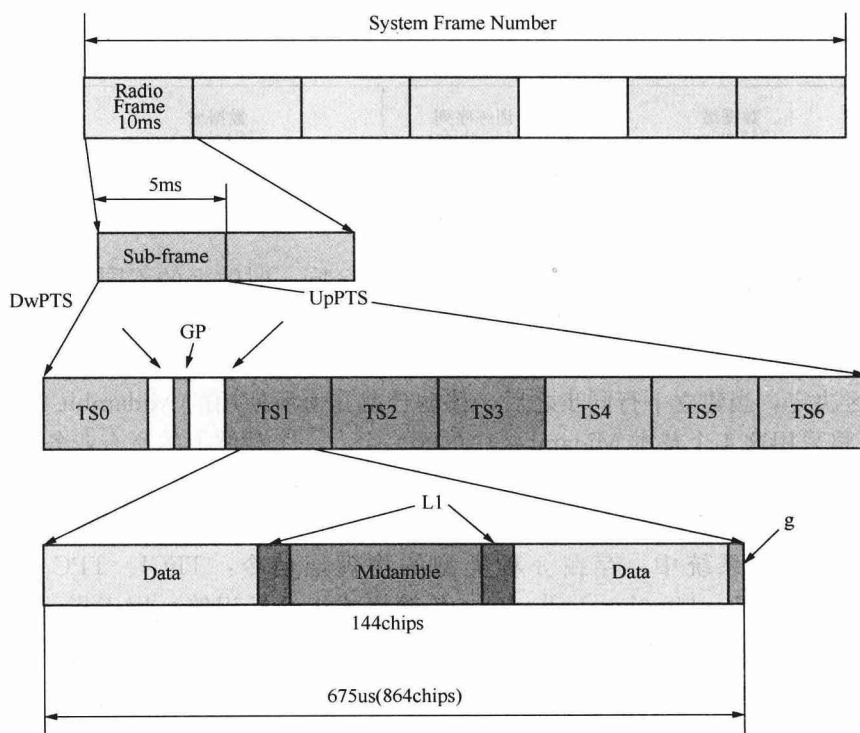 System Frame Number
Radio
Frame
10ms
5ms
Sub-frame
DwPTS
UpPTS
GP
TS0 TS1 TS2 TS3 TS4 TS5 TS6
L1
g
Data Midamble Data
144chips
675us(864chips)